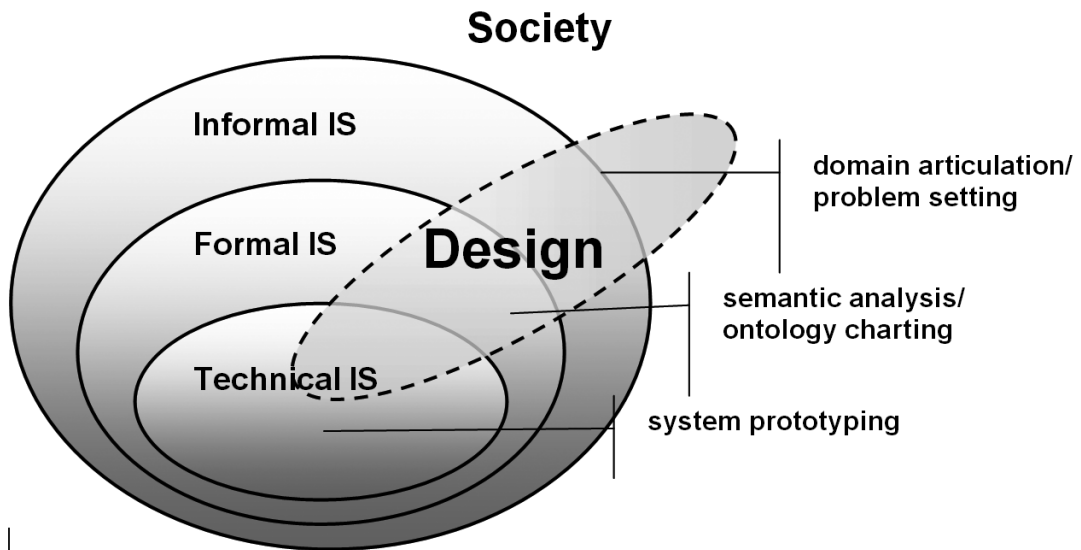 Society
Informal IS
domain articulation/
problem setting
Formal IS
Design
semantic analysis/
ontology charting
Technical IS
system prototyping